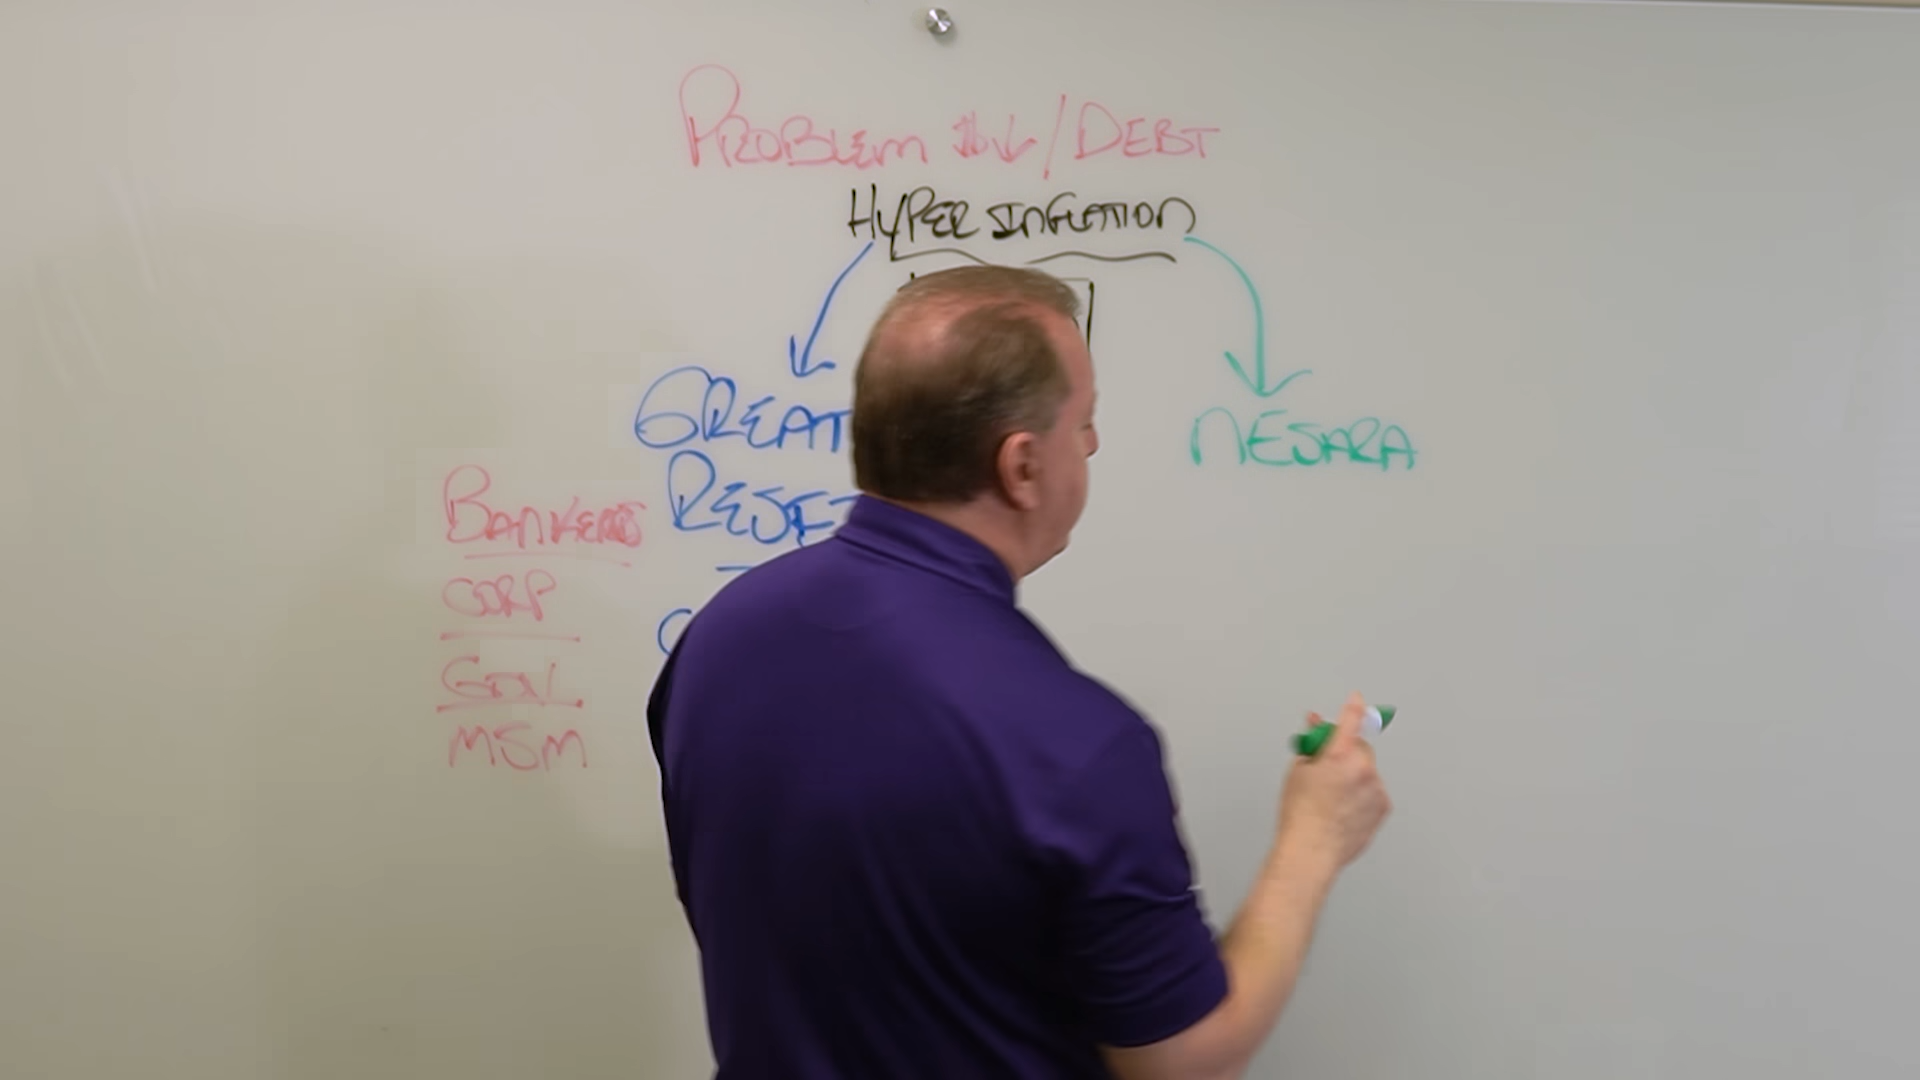 PROBLEM $↓/DEBT
HYPER INFLATION
GREAT
RESET
NESARA
BANKERS
CORP
GOV
MSM